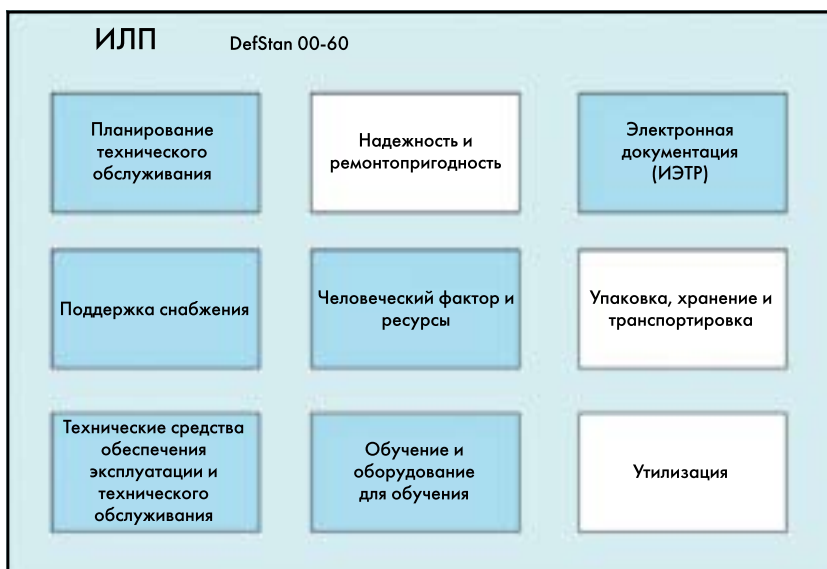 ИЛП DefStan 00-60
Планирование
технического
обслуживания
Надежность и
ремонтопригодность
Электронная
документация
(ИЭТР)
Поддержка снабжения
Человеческий фактор и
ресурсы
Упаковка, хранение и
транспортировка
Технические средства
обеспечения
эксплуатации и
технического
обслуживания
Обучение и
оборудование
для обучения
Утилизация